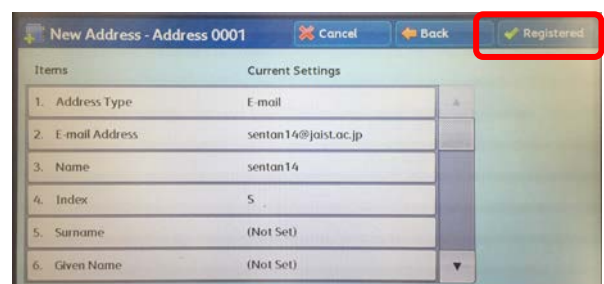 New Address - Address 0001 Cancel Back Registered
Items Current Settings
1. Address Type E-mail
2. E-mail Address sentan14@jaist.ac.jp
3. Name sentan14
4. Index S
5. Surname (Not Set)
6. Given Name (Not Set)